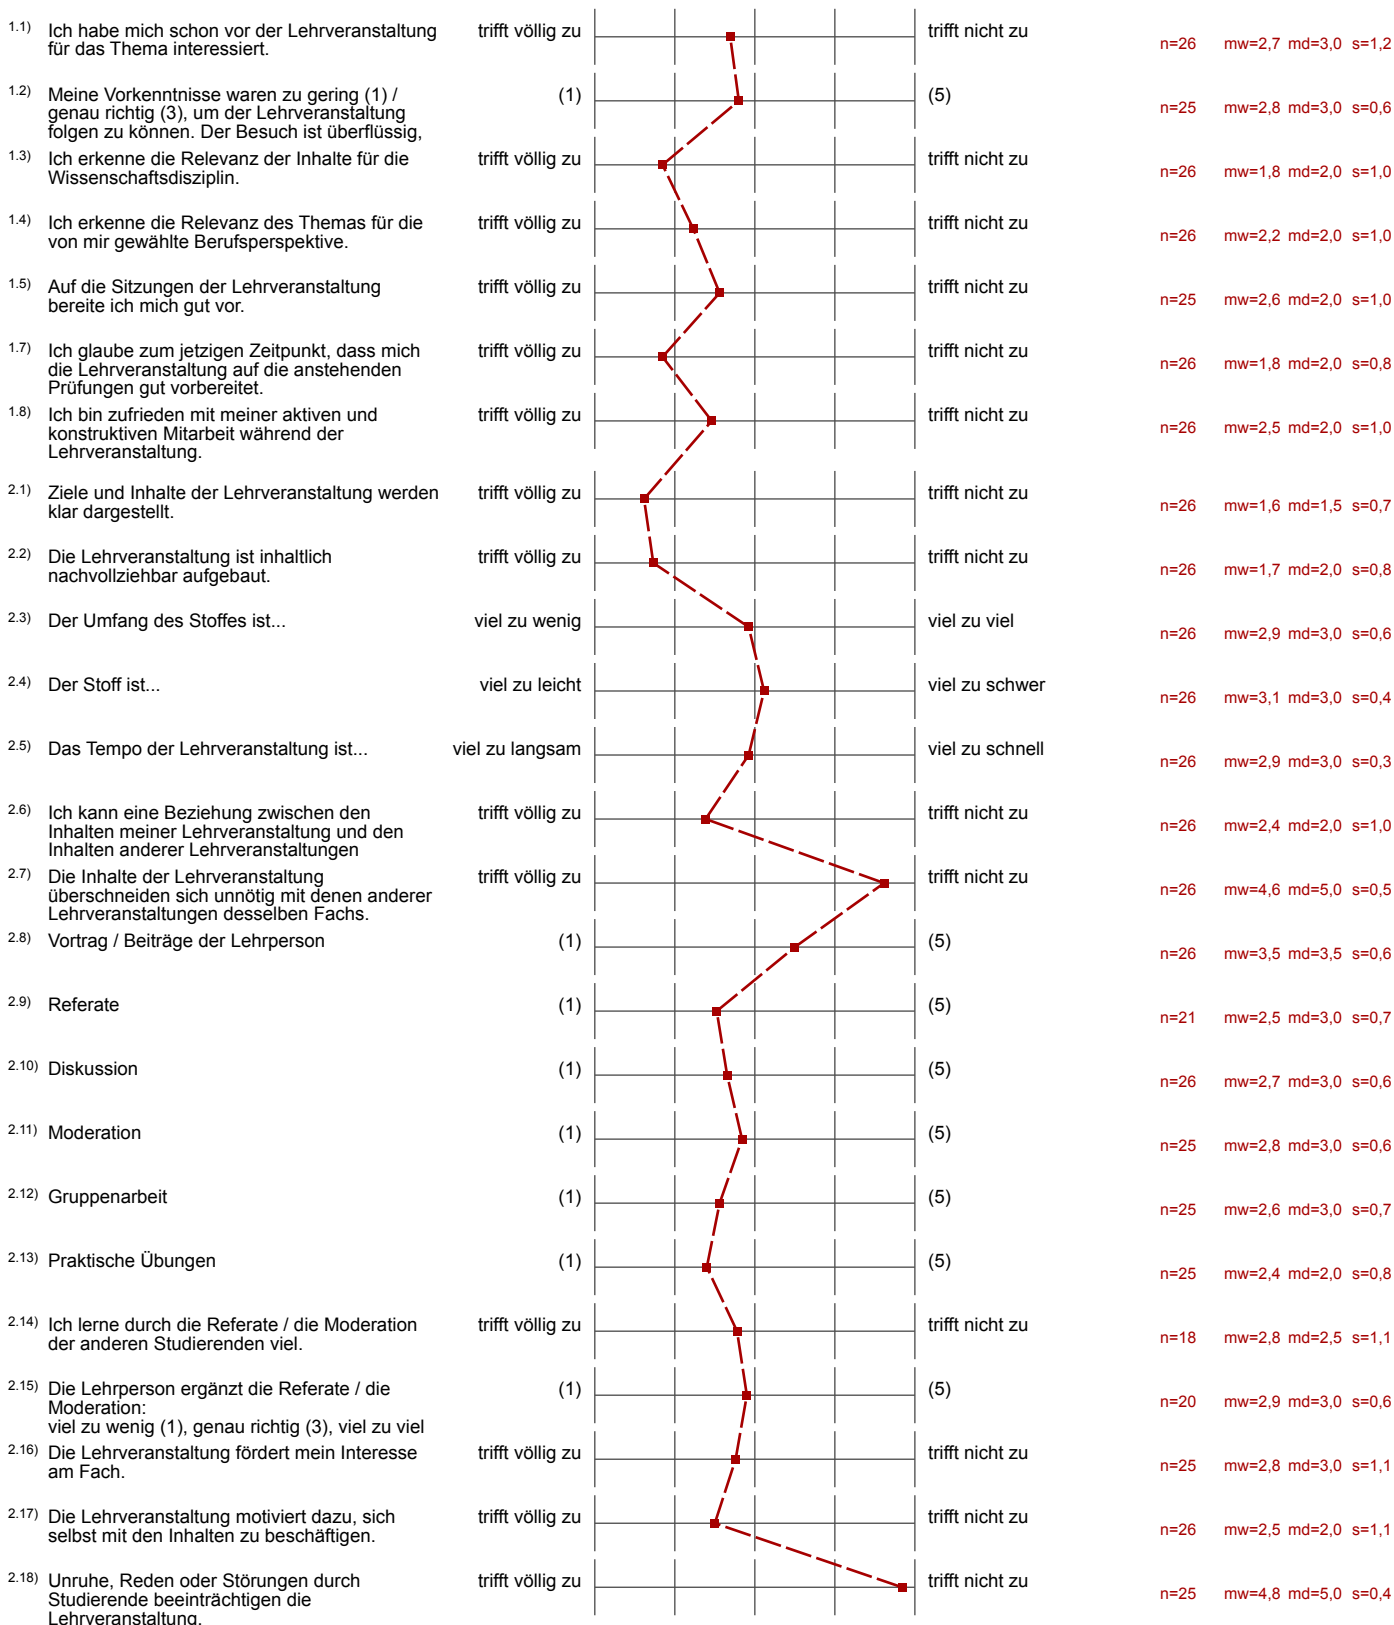 1.1) Ich habe mich schon vor der Lehrveranstaltung trifft völlig zu trifft nicht zu
für das Thema interessiert.
n=26 mw=2,7 md=3,0 s=1,2
1.2) Meine Vorkenntnisse waren zu gering (1) / (1) (5)
genau richtig (3), um der Lehrveranstaltung
folgen zu können. Der Besuch ist überflüssig,
n=25 mw=2,8 md=3,0 s=0,6
1.3) Ich erkenne die Relevanz der Inhalte für die trifft völlig zu trifft nicht zu
Wissenschaftsdisziplin.
n=26 mw=1,8 md=2,0 s=1,0
1.4) Ich erkenne die Relevanz des Themas für die trifft völlig zu trifft nicht zu
von mir gewählte Berufsperspektive.
n=26 mw=2,2 md=2,0 s=1,0
1.5) Auf die Sitzungen der Lehrveranstaltung trifft völlig zu trifft nicht zu
bereite ich mich gut vor.
n=25 mw=2,6 md=2,0 s=1,0
1.7) Ich glaube zum jetzigen Zeitpunkt, dass mich trifft völlig zu trifft nicht zu
die Lehrveranstaltung auf die anstehenden
Prüfungen gut vorbereitet.
n=26 mw=1,8 md=2,0 s=0,8
1.8) Ich bin zufrieden mit meiner aktiven und trifft völlig zu trifft nicht zu
konstruktiven Mitarbeit während der
Lehrveranstaltung.
n=26 mw=2,5 md=2,0 s=1,0
2.1) Ziele und Inhalte der Lehrveranstaltung werden trifft völlig zu trifft nicht zu
klar dargestellt.
n=26 mw=1,6 md=1,5 s=0,7
2.2) Die Lehrveranstaltung ist inhaltlich trifft völlig zu trifft nicht zu
nachvollziehbar aufgebaut.
n=26 mw=1,7 md=2,0 s=0,8
2.3) Der Umfang des Stoffes ist... viel zu wenig viel zu viel
n=26 mw=2,9 md=3,0 s=0,6
2.4) Der Stoff ist... viel zu leicht viel zu schwer
n=26 mw=3,1 md=3,0 s=0,4
2.5) Das Tempo der Lehrveranstaltung ist... viel zu langsam viel zu schnell
n=26 mw=2,9 md=3,0 s=0,3
2.6) Ich kann eine Beziehung zwischen den trifft völlig zu trifft nicht zu
Inhalten meiner Lehrveranstaltung und den
Inhalten anderer Lehrveranstaltungen
n=26 mw=2,4 md=2,0 s=1,0
2.7) Die Inhalte der Lehrveranstaltung trifft völlig zu trifft nicht zu
überschneiden sich unnötig mit denen anderer
Lehrveranstaltungen desselben Fachs.
n=26 mw=4,6 md=5,0 s=0,5
2.8) Vortrag / Beiträge der Lehrperson (1) (5)
n=26 mw=3,5 md=3,5 s=0,6
2.9) Referate (1) (5)
n=21 mw=2,5 md=3,0 s=0,7
2.10) Diskussion (1) (5)
n=26 mw=2,7 md=3,0 s=0,6
2.11) Moderation (1) (5)
n=25 mw=2,8 md=3,0 s=0,6
2.12) Gruppenarbeit (1) (5)
n=25 mw=2,6 md=3,0 s=0,7
2.13) Praktische Übungen (1) (5)
n=25 mw=2,4 md=2,0 s=0,8
2.14) Ich lerne durch die Referate / die Moderation trifft völlig zu trifft nicht zu
der anderen Studierenden viel.
n=18 mw=2,8 md=2,5 s=1,1
2.15) Die Lehrperson ergänzt die Referate / die (1) (5)
Moderation:
viel zu wenig (1), genau richtig (3), viel zu viel
n=20 mw=2,9 md=3,0 s=0,6
2.16) Die Lehrveranstaltung fördert mein Interesse trifft völlig zu trifft nicht zu
am Fach.
n=25 mw=2,8 md=3,0 s=1,1
2.17) Die Lehrveranstaltung motiviert dazu, sich trifft völlig zu trifft nicht zu
selbst mit den Inhalten zu beschäftigen.
n=26 mw=2,5 md=2,0 s=1,1
2.18) Unruhe, Reden oder Störungen durch trifft völlig zu trifft nicht zu
Studierende beeinträchtigen die
Lehrveranstaltung.
n=25 mw=4,8 md=5,0 s=0,4